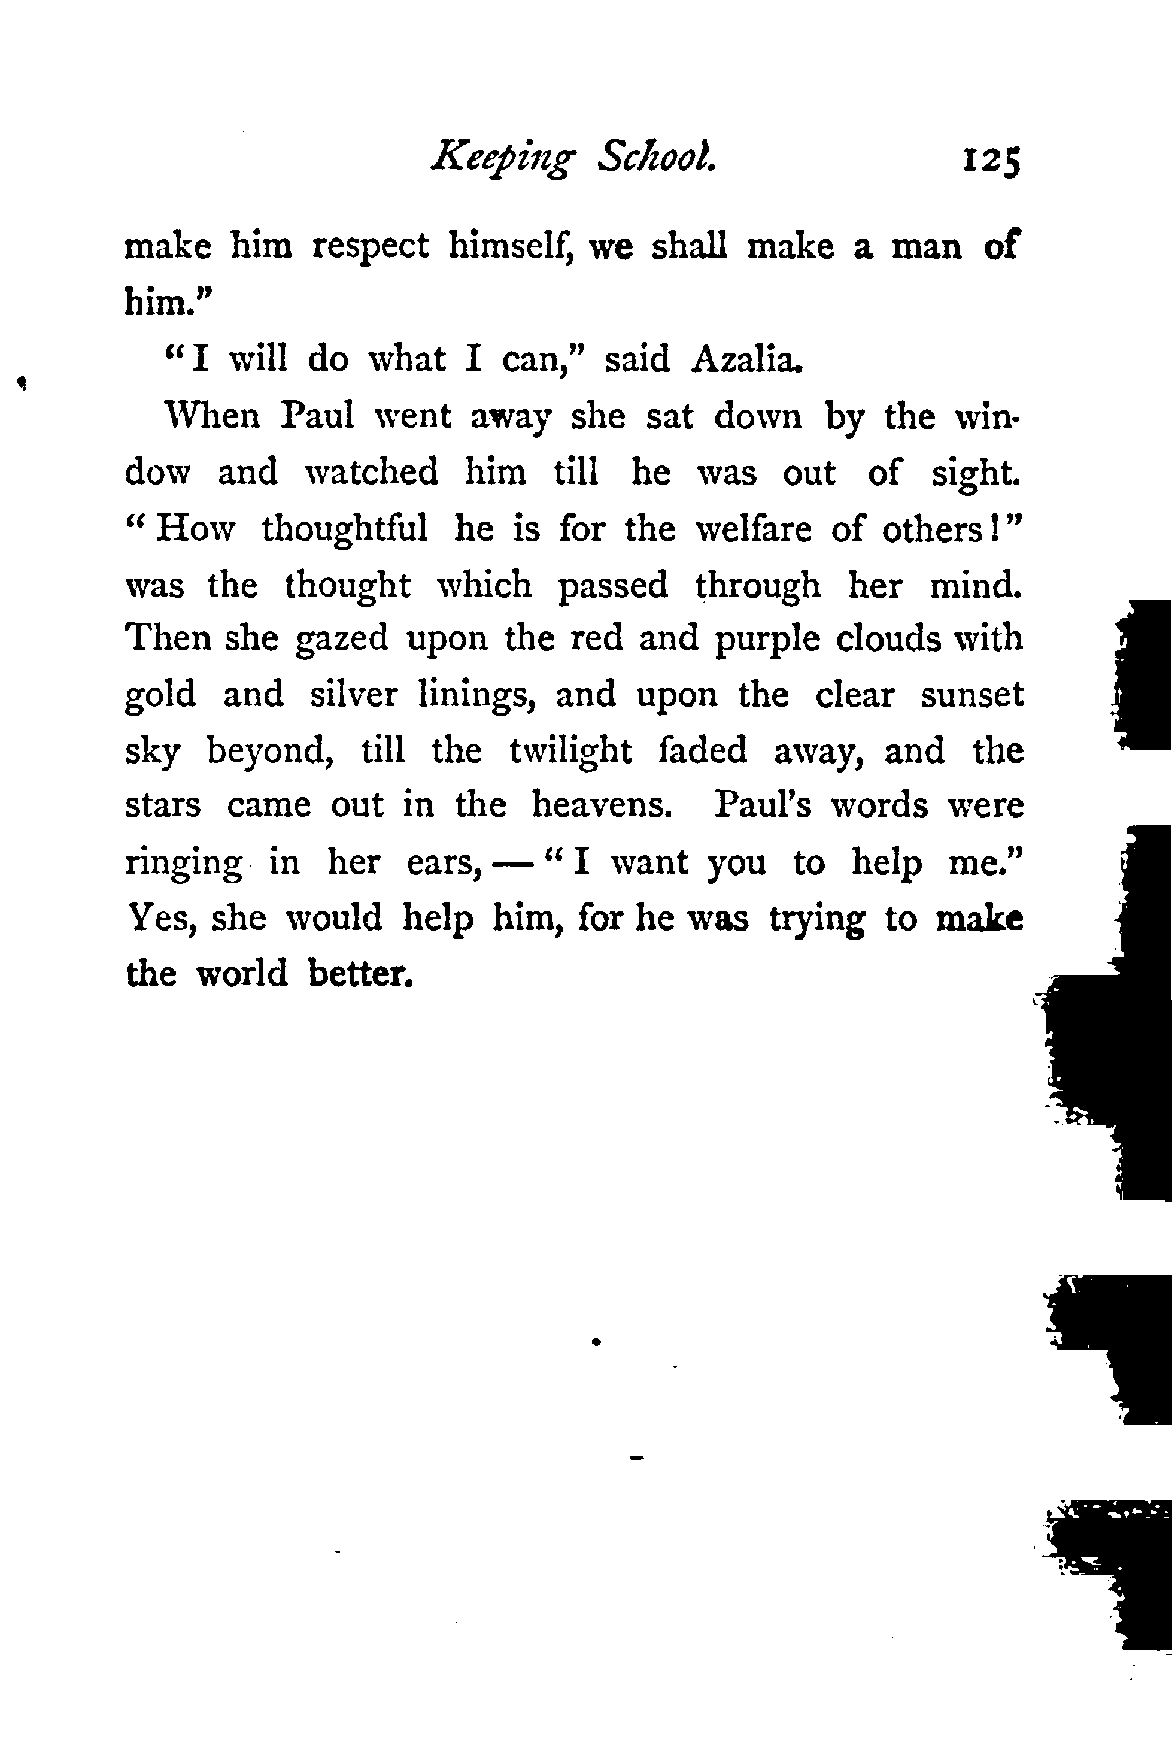 Keeping School. 125
make him respect himself, we shall make a man of
him.”
“ I will do what I can,” said Azalia.
When Paul went away she sat down by the win-
dow and watched him till he was out of sight.
“ How thoughtful he is for the welfare of others ! ”
was the thought which passed through her mind.
Then she gazed upon the red and purple clouds with
gold and silver linings, and upon the clear sunset
sky beyond, till the twilight faded away, and the
stars came out in the heavens. Paul’s words were
ringing in her ears, — “ I want you to help me.”
Yes, she would help him, for he was trying to make
the world better.